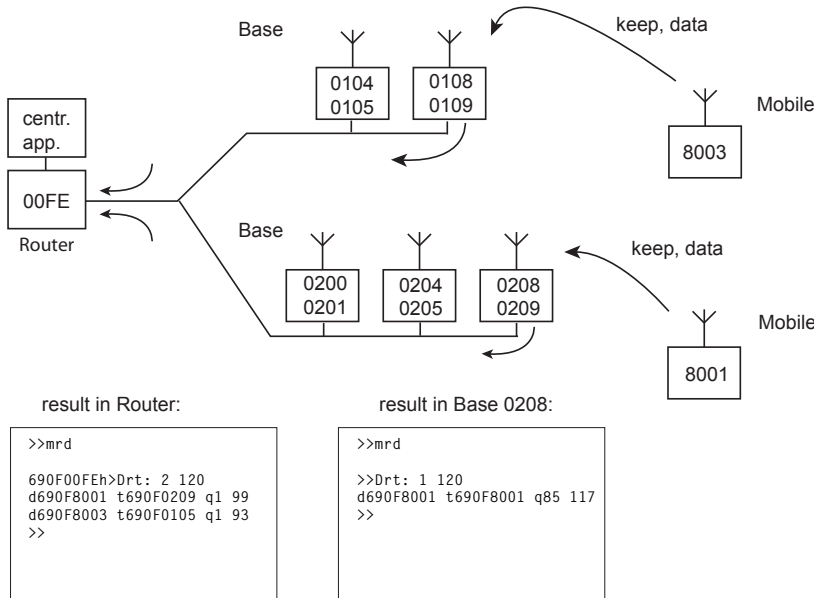 Base
keep, data
0104
0105
0108
0109
Mobile
centr.
app.
8003
00FE
Router
Base
keep, data
0200
0201
0204
0205
0208
0209
Mobile
8001
result in Router:
result in Base 0208:
>>mrd
690F00FEh>Drt: 2 120
d690F8001 t690F0209 q1 99
d690F8003 t690F0105 q1 93
>>
>>mrd
>>Drt: 1 120
d690F8001 t690F8001 q85 117
>>